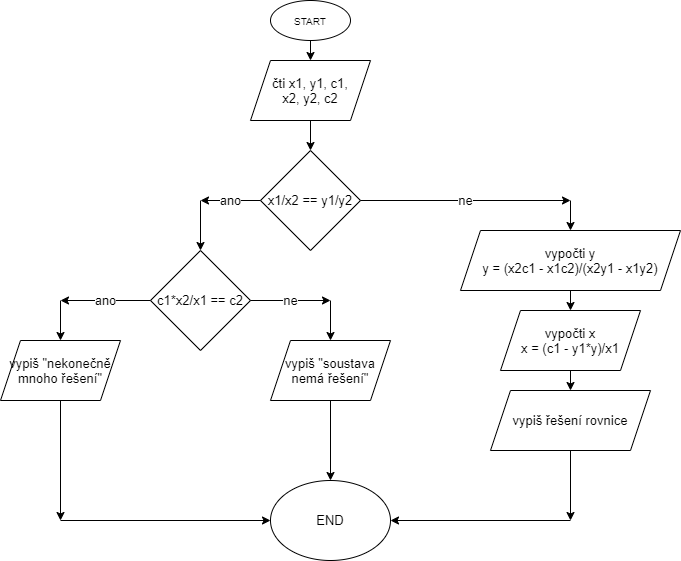 START
čti x1, y1, c1,
x2, y2, c2
x1/x2 == y1/y2
ano
ne
vypočti y
y = (x2c1 - x1c2)/(x2y1 - x1y2)
c1*x2/x1 == c2
ano
ne
vypočti x
x = (c1 - y1*y)/x1
vypiš "nekonečně
mnoho řešení"
vypiš "soustava
nemá řešení"
vypiš řešení rovnice
END